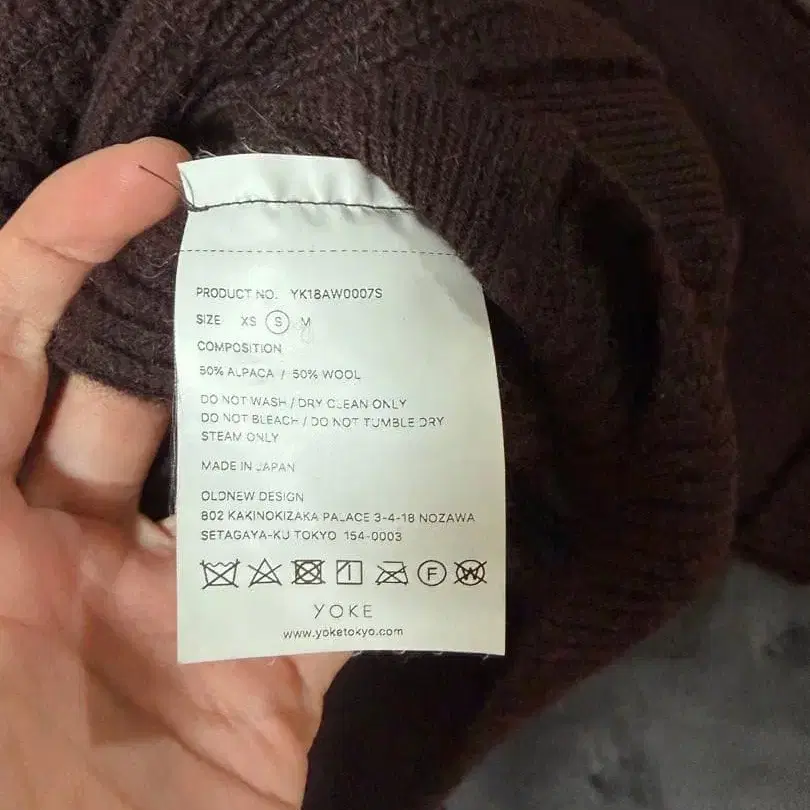 PRODUCT NO. YK18AW0007S
SIZE XS S M
COMPOSITION
50% ALPACA / 50% WOOL
DO NOT WASH / DRY CLEAN ONLY
DO NOT BLEACH / DO NOT TUMBLE DRY
STEAM ONLY
MADE IN JAPAN
OLDNEW DESIGN
802 KAKINOKIZAKA PALACE 3-4-18 NOZAWA
SETAGAYA-KU TOKYO 154-0003
F W
YOKE
www.yoketokyo.com